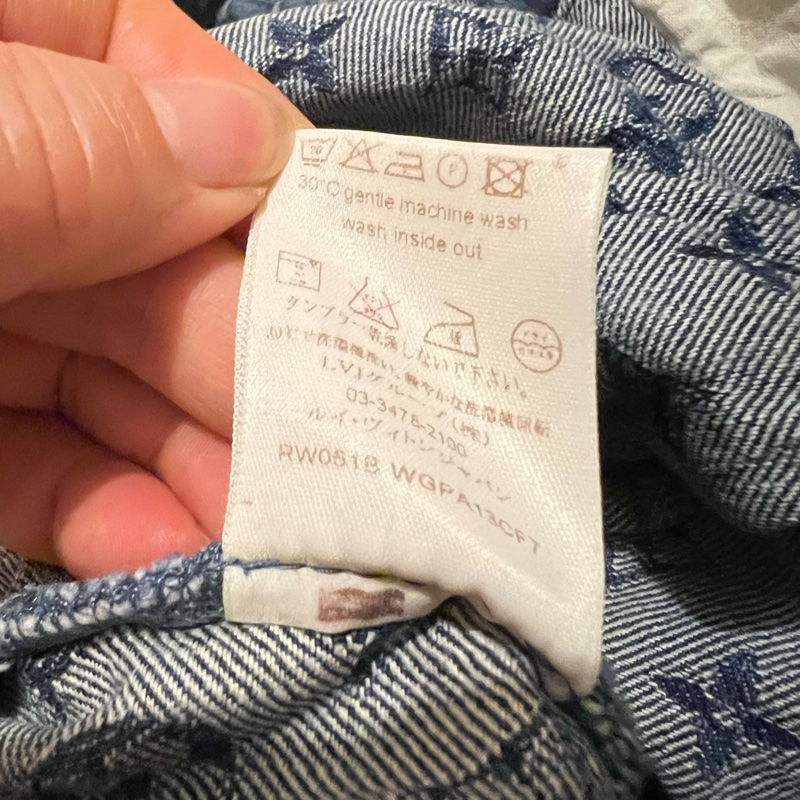 30
30°C gentle machine wash
wash inside out
タンブラー乾燥しないで下さい。
LVJグループ(株)
03-3478-2100
ルイ・ヴィトンジャパン
RW051B WGPA13CF7